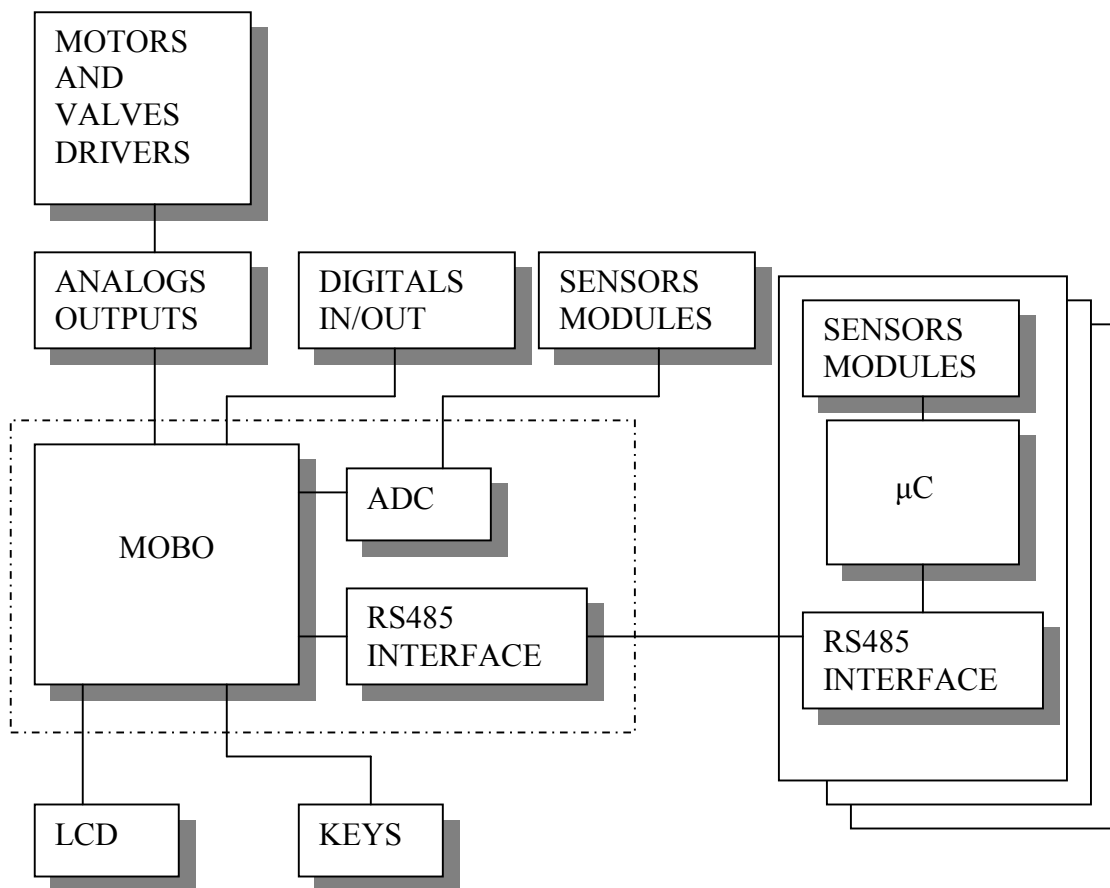 MOTORS
AND
VALVES
DRIVERS
ANALOGS
OUTPUTS
DIGITALS
IN/OUT
SENSORS
MODULES
SENSORS
MODULES
µC
ADC
MOBO
RS485
INTERFACE
RS485
INTERFACE
LCD
KEYS